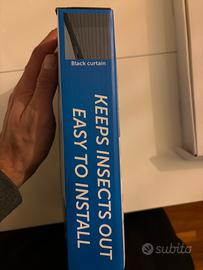 Black curtain
KEEPS INSECTS OUT
EASY TO INSTALL
subito